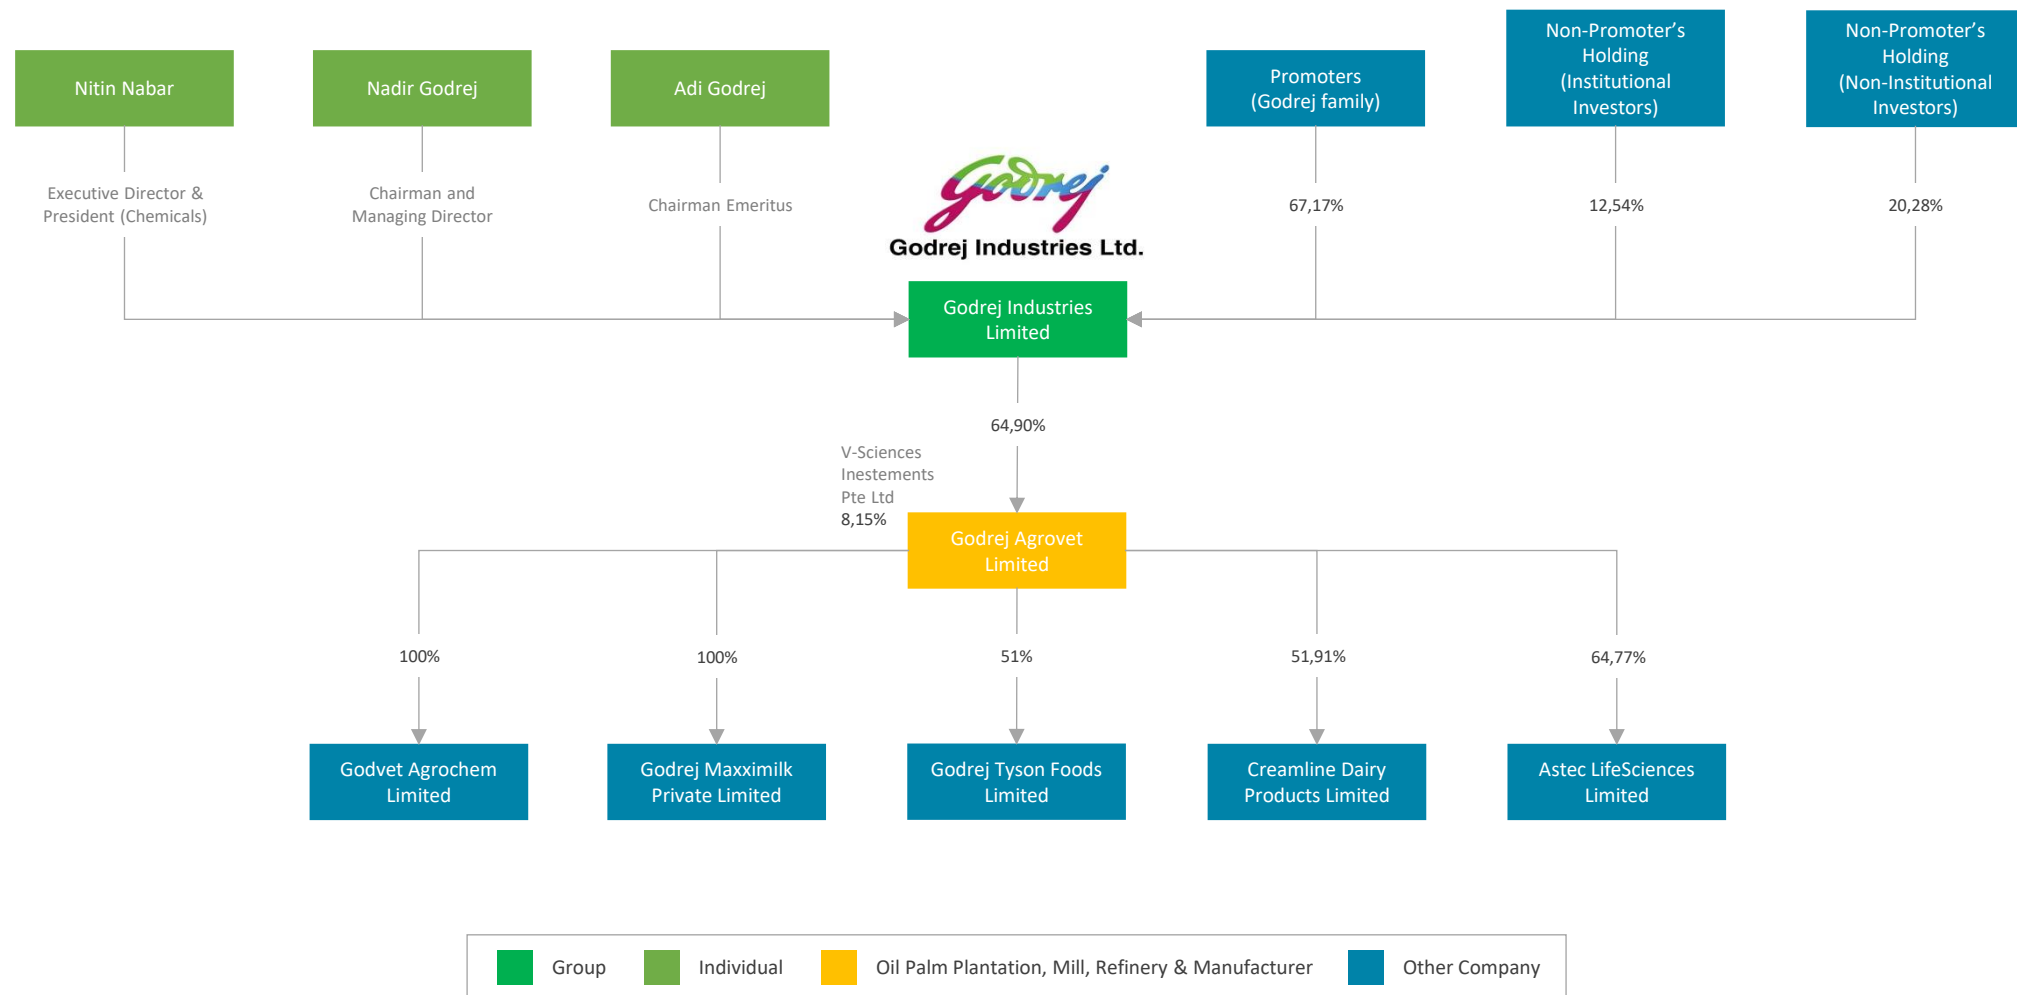 Nitin Nabar
Nadir Godrej
Adi Godrej
Promoters
(Godrej family)
Non-Promoter’s
Holding
(Institutional
Investors)
Non-Promoter’s
Holding
(Non-Institutional
Investors)
Executive Director &
President (Chemicals)
Chairman and
Managing Director
Chairman Emeritus
Godrej
Godrej Industries Ltd.
67,17%
12,54%
20,28%
Godrej Industries
Limited
64,90%
V-Sciences
Inestements
Pte Ltd
8,15%
Godrej Agrovet
Limited
100%
100%
51%
51,91%
64,77%
Godvet Agrochem
Limited
Godrej Maxximilk
Private Limited
Godrej Tyson Foods
Limited
Creamline Dairy
Products Limited
Astec LifeSciences
Limited
Group
Individual
Oil Palm Plantation, Mill, Refinery & Manufacturer
Other Company